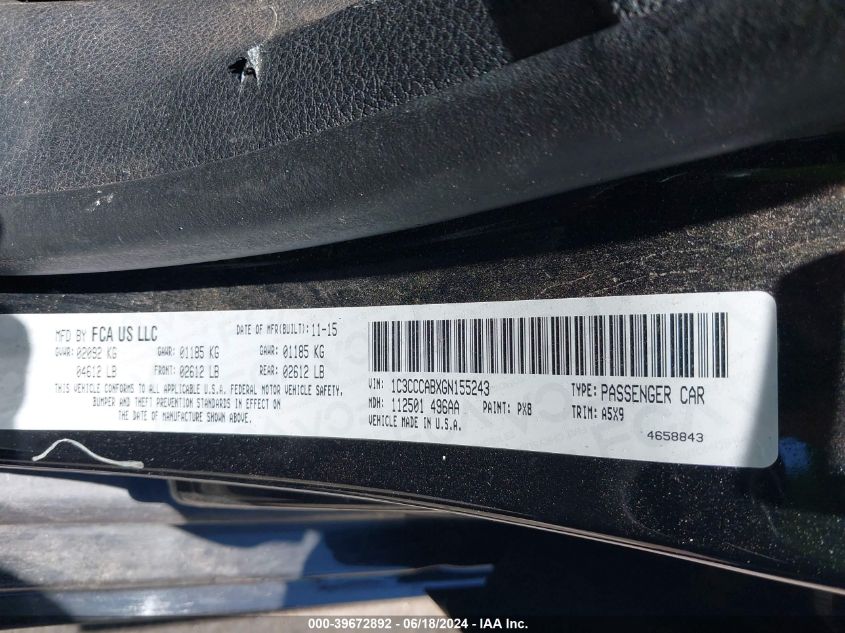 MFD BY FCA US LLC
DATE OF MFR(BUILT): 11-15
GVWR: 02092 KG
GAWR: 01185 KG
GAWR: 01185 KG
04612 LB
FRONT: 02612 LB
REAR: 02612 LB
THIS VEHICLE CONFORMS TO ALL APPLICABLE U.S.A. FEDERAL MOTOR VEHICLE SAFETY,
BUMPER AND THEFT PREVENTION STANDARDS IN EFFECT ON
THE DATE OF MANUFACTURE SHOWN ABOVE.
VIN: 1C3CCCABXGN155243
TYPE: PASSENGER CAR
MDH: 112501 496AA
PAINT: PX8
TRIM: A5X9
VEHICLE MADE IN U.S.A.
4658843
000-39672892 - 06/18/2024 - IAA Inc.